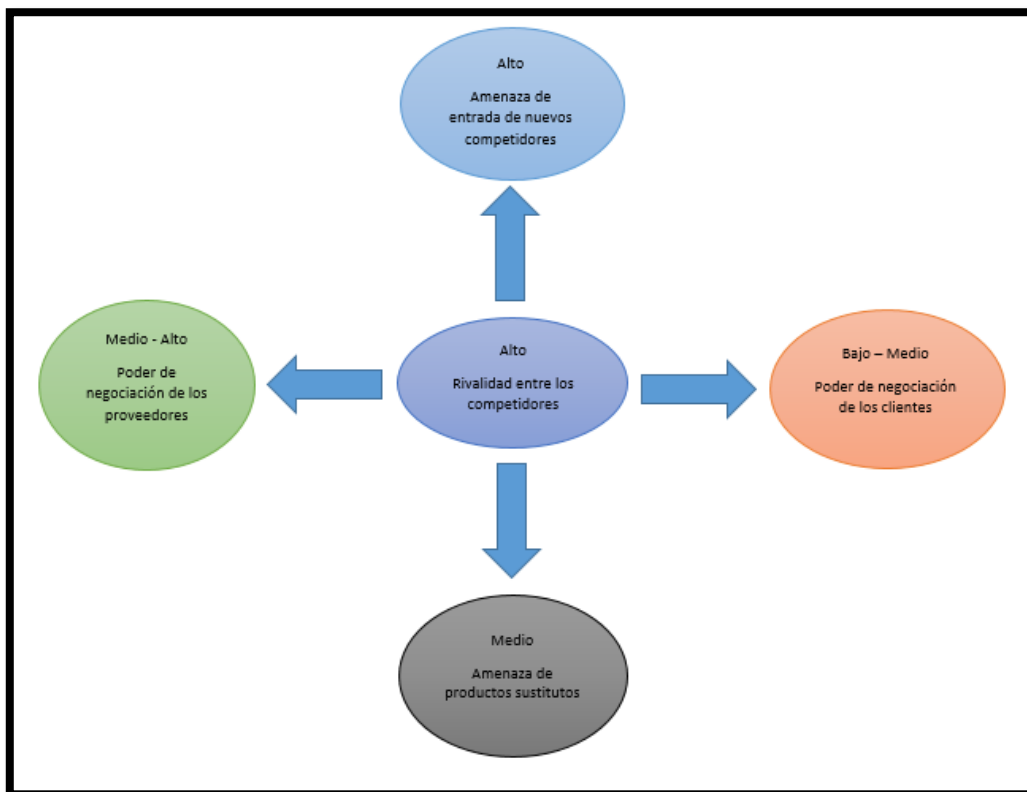 Alto
Amenaza de
entrada de nuevos
competidores
Medio - Alto
Poder de
negociación de los
proveedores
Alto
Rivalidad entre los
competidores
Bajo – Medio
Poder de negociación
de los clientes
Medio
Amenaza de
productos sustitutos